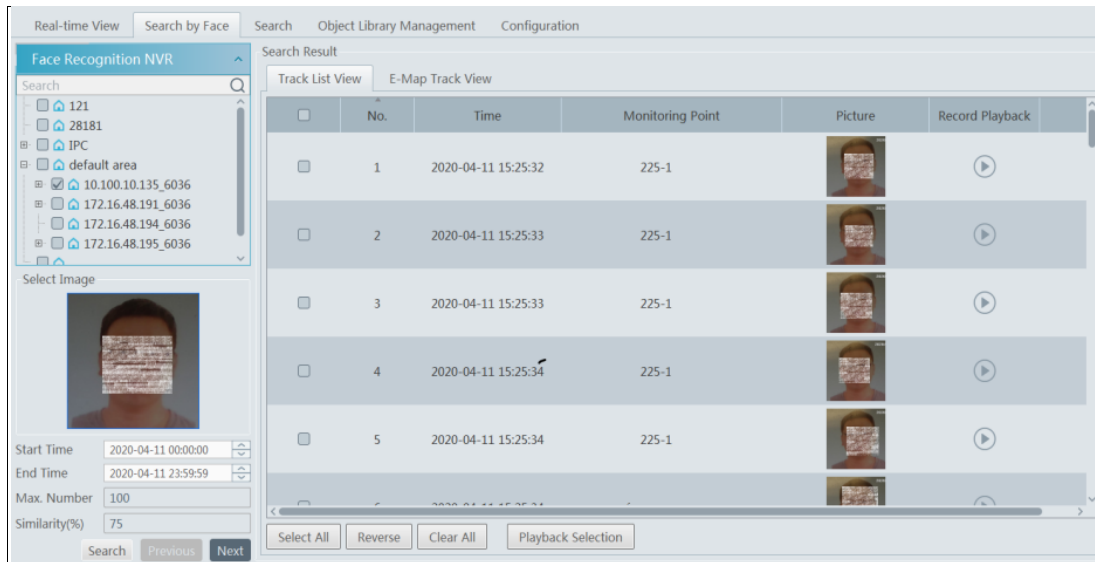 Real-time View Search by Face Search Object Library Management Configuration
Face Recognition NVR
Search
121
28181
IPC
default area
10.100.10.135_6036
172.16.48.191_6036
172.16.48.194_6036
172.16.48.195_6036
Select Image
Start Time 2020-04-11 00:00:00
End Time 2020-04-11 23:59:59
Max. Number 100
Similarity(%) 75
Search Previous Next
Search Result
Track List View E-Map Track View
No. Time Monitoring Point Picture Record Playback
1 2020-04-11 15:25:32 225-1
2 2020-04-11 15:25:33 225-1
3 2020-04-11 15:25:33 225-1
4 2020-04-11 15:25:34 225-1
5 2020-04-11 15:25:34 225-1
Select All Reverse Clear All Playback Selection